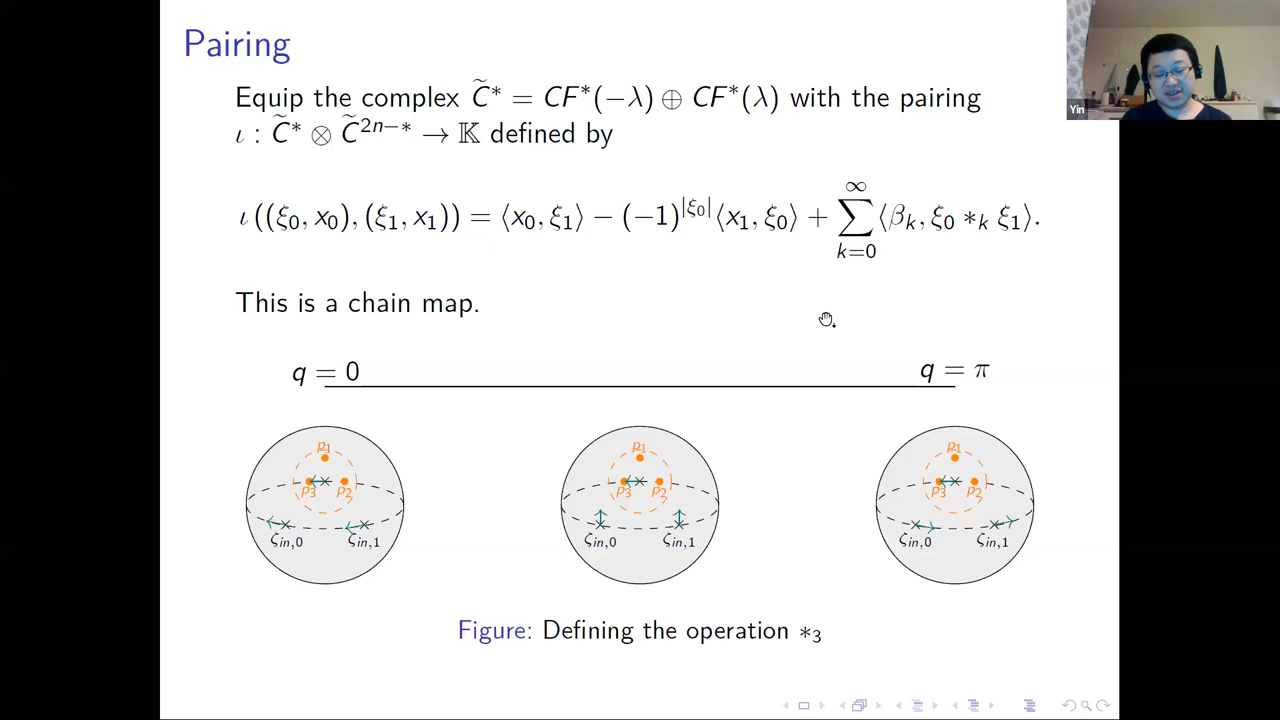 Pairing
Yin
Equip the complex C̃* = CF*(−λ) ⊕ CF*(λ) with the pairing
ι : C̃* ⊗ C̃²ⁿ⁻* → 𝕂 defined by
ι ((ξ₀, x₀), (ξ₁, x₁)) = ⟨x₀, ξ₁⟩ − (−1)^{|ξ₀|}⟨x₁, ξ₀⟩ + ∑_{k=0}^{∞} ⟨β_k, ξ₀ *_k ξ₁⟩.
This is a chain map.
q = 0 q = π
p₁ p₁ p₁
p₃ p₂ p₃ p₂ p₃ p₂
ζ_{in,0} ζ_{in,1} ζ_{in,0} ζ_{in,1} ζ_{in,0} ζ_{in,1}
Figure: Defining the operation *₃